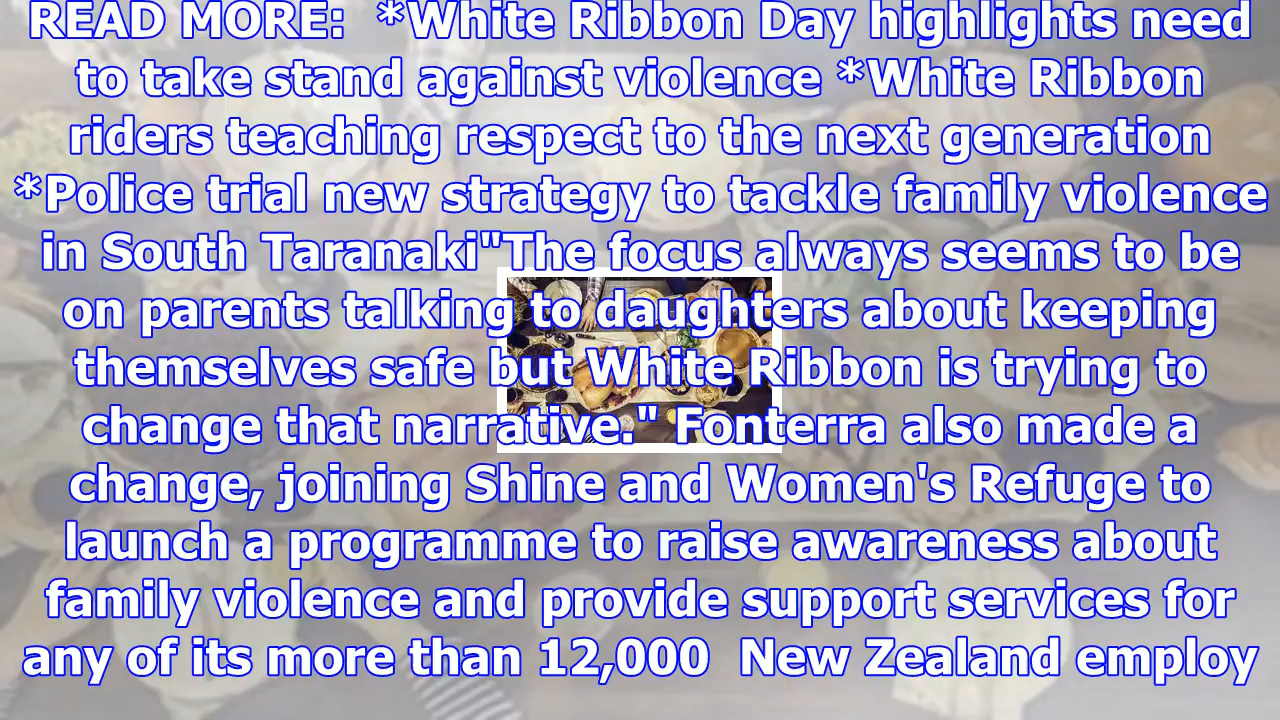 READ MORE:  *White Ribbon Day highlights need
to take stand against violence *White Ribbon
riders teaching respect to the next generation
*Police trial new strategy to tackle family violence
in South Taranaki"The focus always seems to be
on parents talking to daughters about keeping
themselves safe but White Ribbon is trying to
change that narrative."  Fonterra also made a
change, joining Shine and Women's Refuge to
launch a programme to raise awareness about
family violence and provide support services for
any of its more than 12,000  New Zealand employ